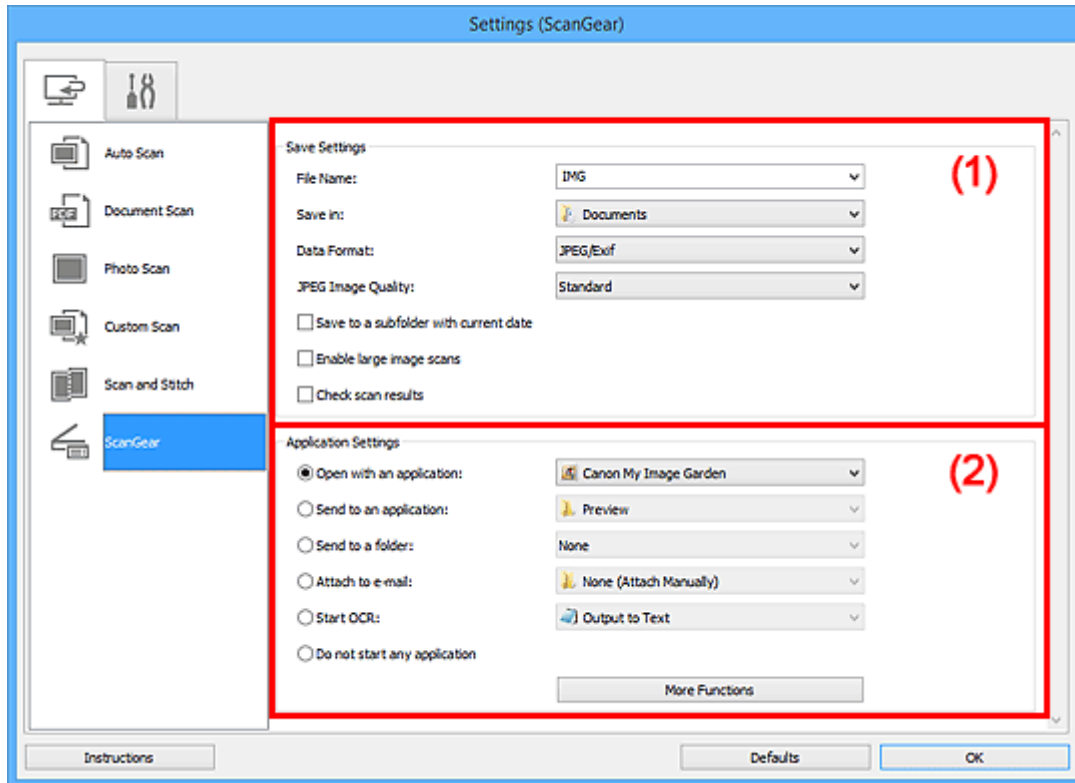 Settings (ScanGear)
Auto Scan
Document Scan
Photo Scan
Custom Scan
Scan and Stitch
ScanGear
Save Settings
(1)
File Name: IMG
Save in: Documents
Data Format: JPEG/Exif
JPEG Image Quality: Standard
Save to a subfolder with current date
Enable large image scans
Check scan results
Application Settings
(2)
Open with an application: Canon My Image Garden
Send to an application: Preview
Send to a folder: None
Attach to e-mail: None (Attach Manually)
Start OCR: Output to Text
Do not start any application
More Functions
Instructions Defaults OK